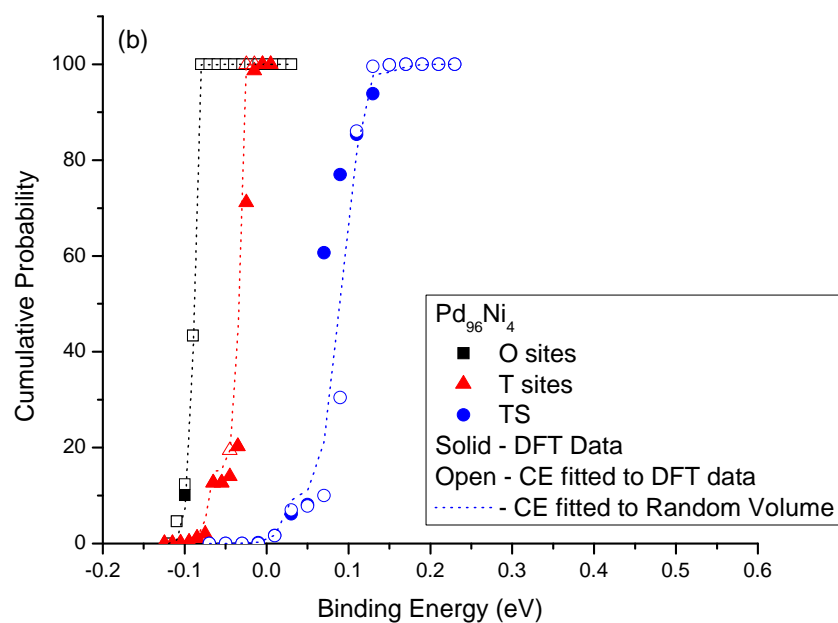 (b)
100
80
60
40
20
0
Cumulative Probability
-0.2 -0.1 0.0 0.1 0.2 0.3 0.4 0.5 0.6
Binding Energy (eV)
Pd96Ni4
O sites
T sites
TS
Solid - DFT Data
Open - CE fitted to DFT data
- CE fitted to Random Volume